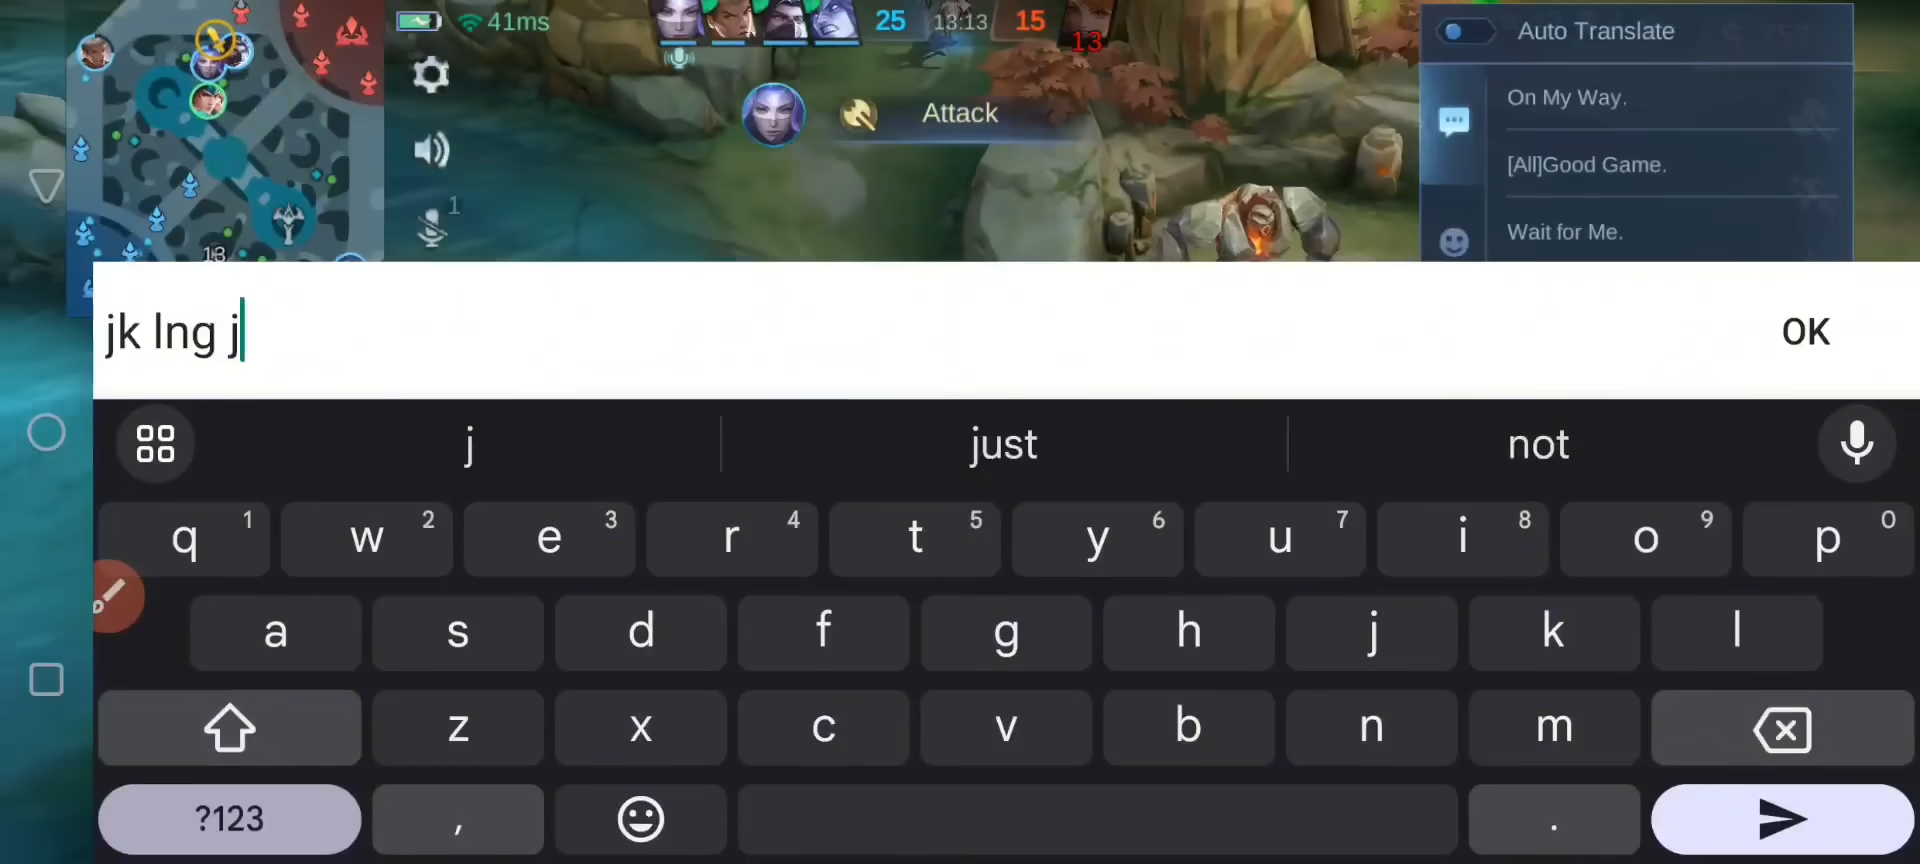 41ms
25 13:13 15
13
Auto Translate
Attack
On My Way.
[All]Good Game.
1
Wait for Me.
13
jk lng j
OK
j just not
q 1 w 2 e 3 r 4 t 5 y 6 u 7 i 8 o 9 p 0
a s d f g h j k l
z x c v b n m
?123 , .